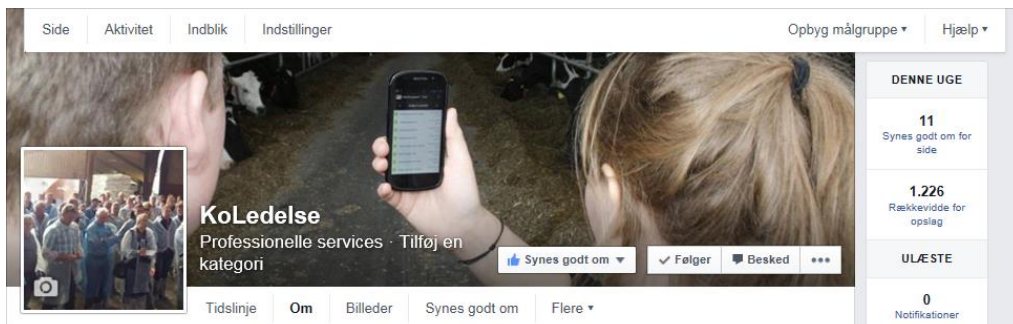 Side Aktivitet Indblik Indstillinger Opbyg målgruppe Hjælp
DENNE UGE
11
Synes godt om for
side
1.226
Rækkevidde for
opslag
ULÆSTE
0
Notifikationer
KoLedelse
Professionelle services · Tilføj en
kategori
Synes godt om Følger Besked
Tidslinje Om Billeder Synes godt om Flere